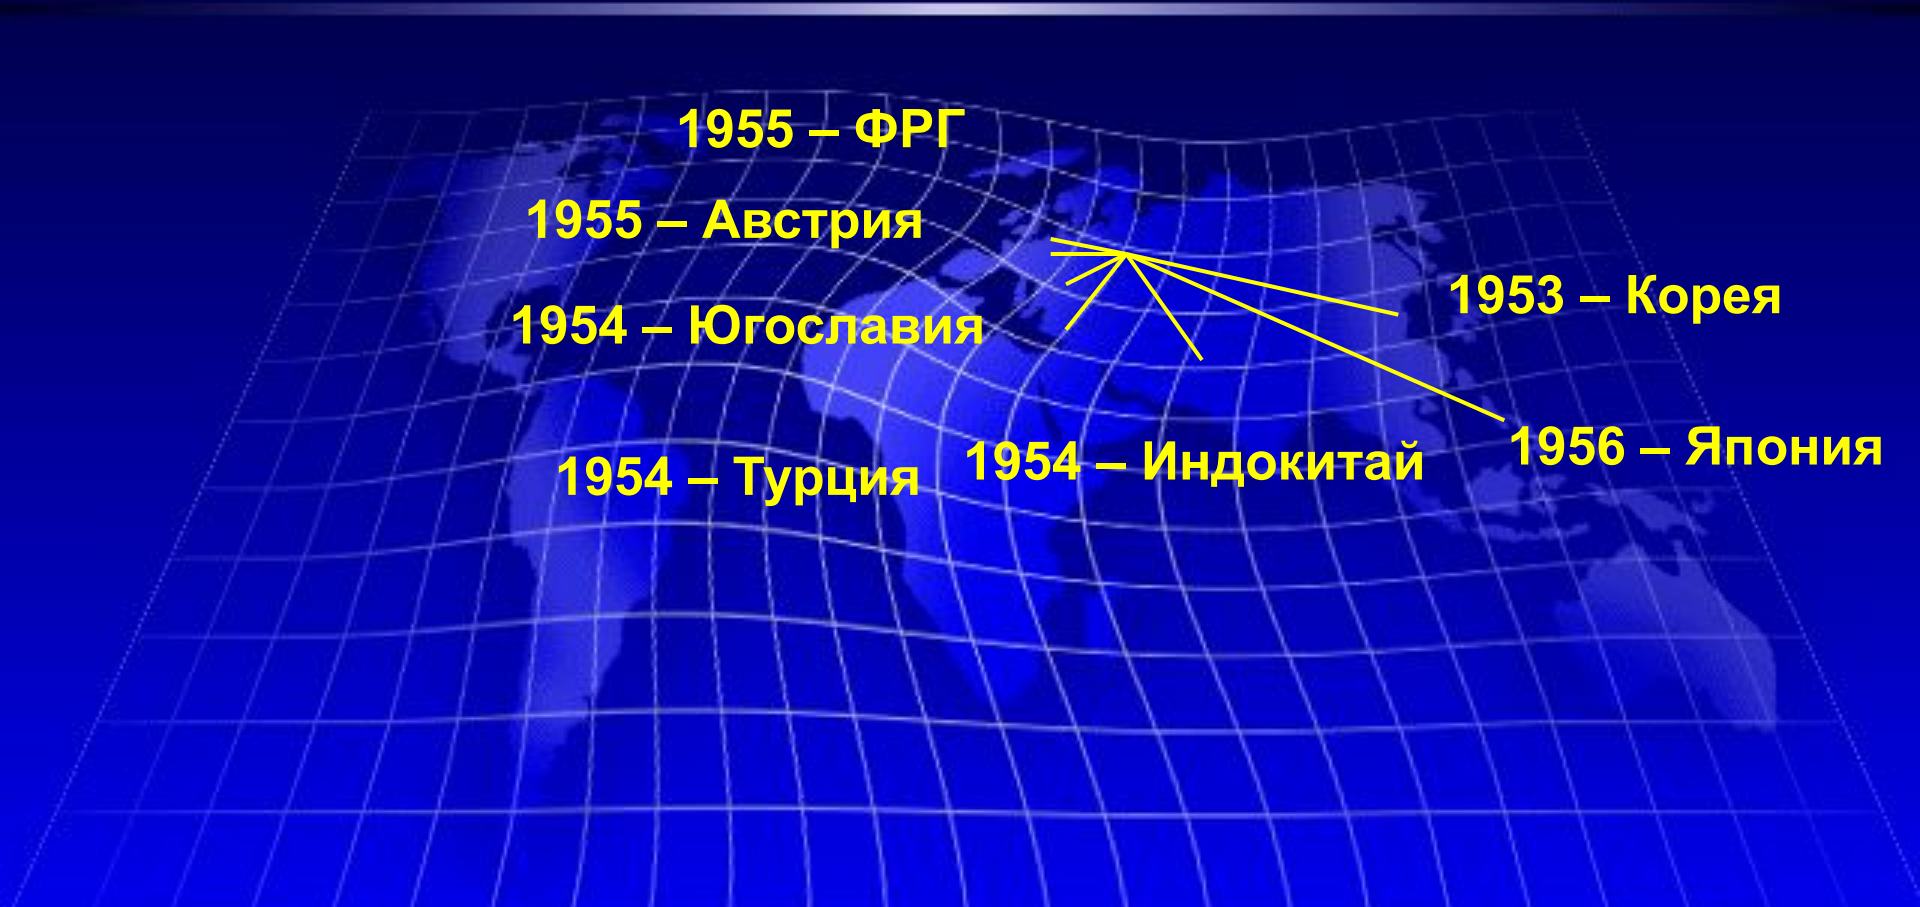 1955 – ФРГ
1955 – Австрия
1953 – Корея
1954 – Югославия
1956 – Япония
1954 – Индокитай
1954 – Турция